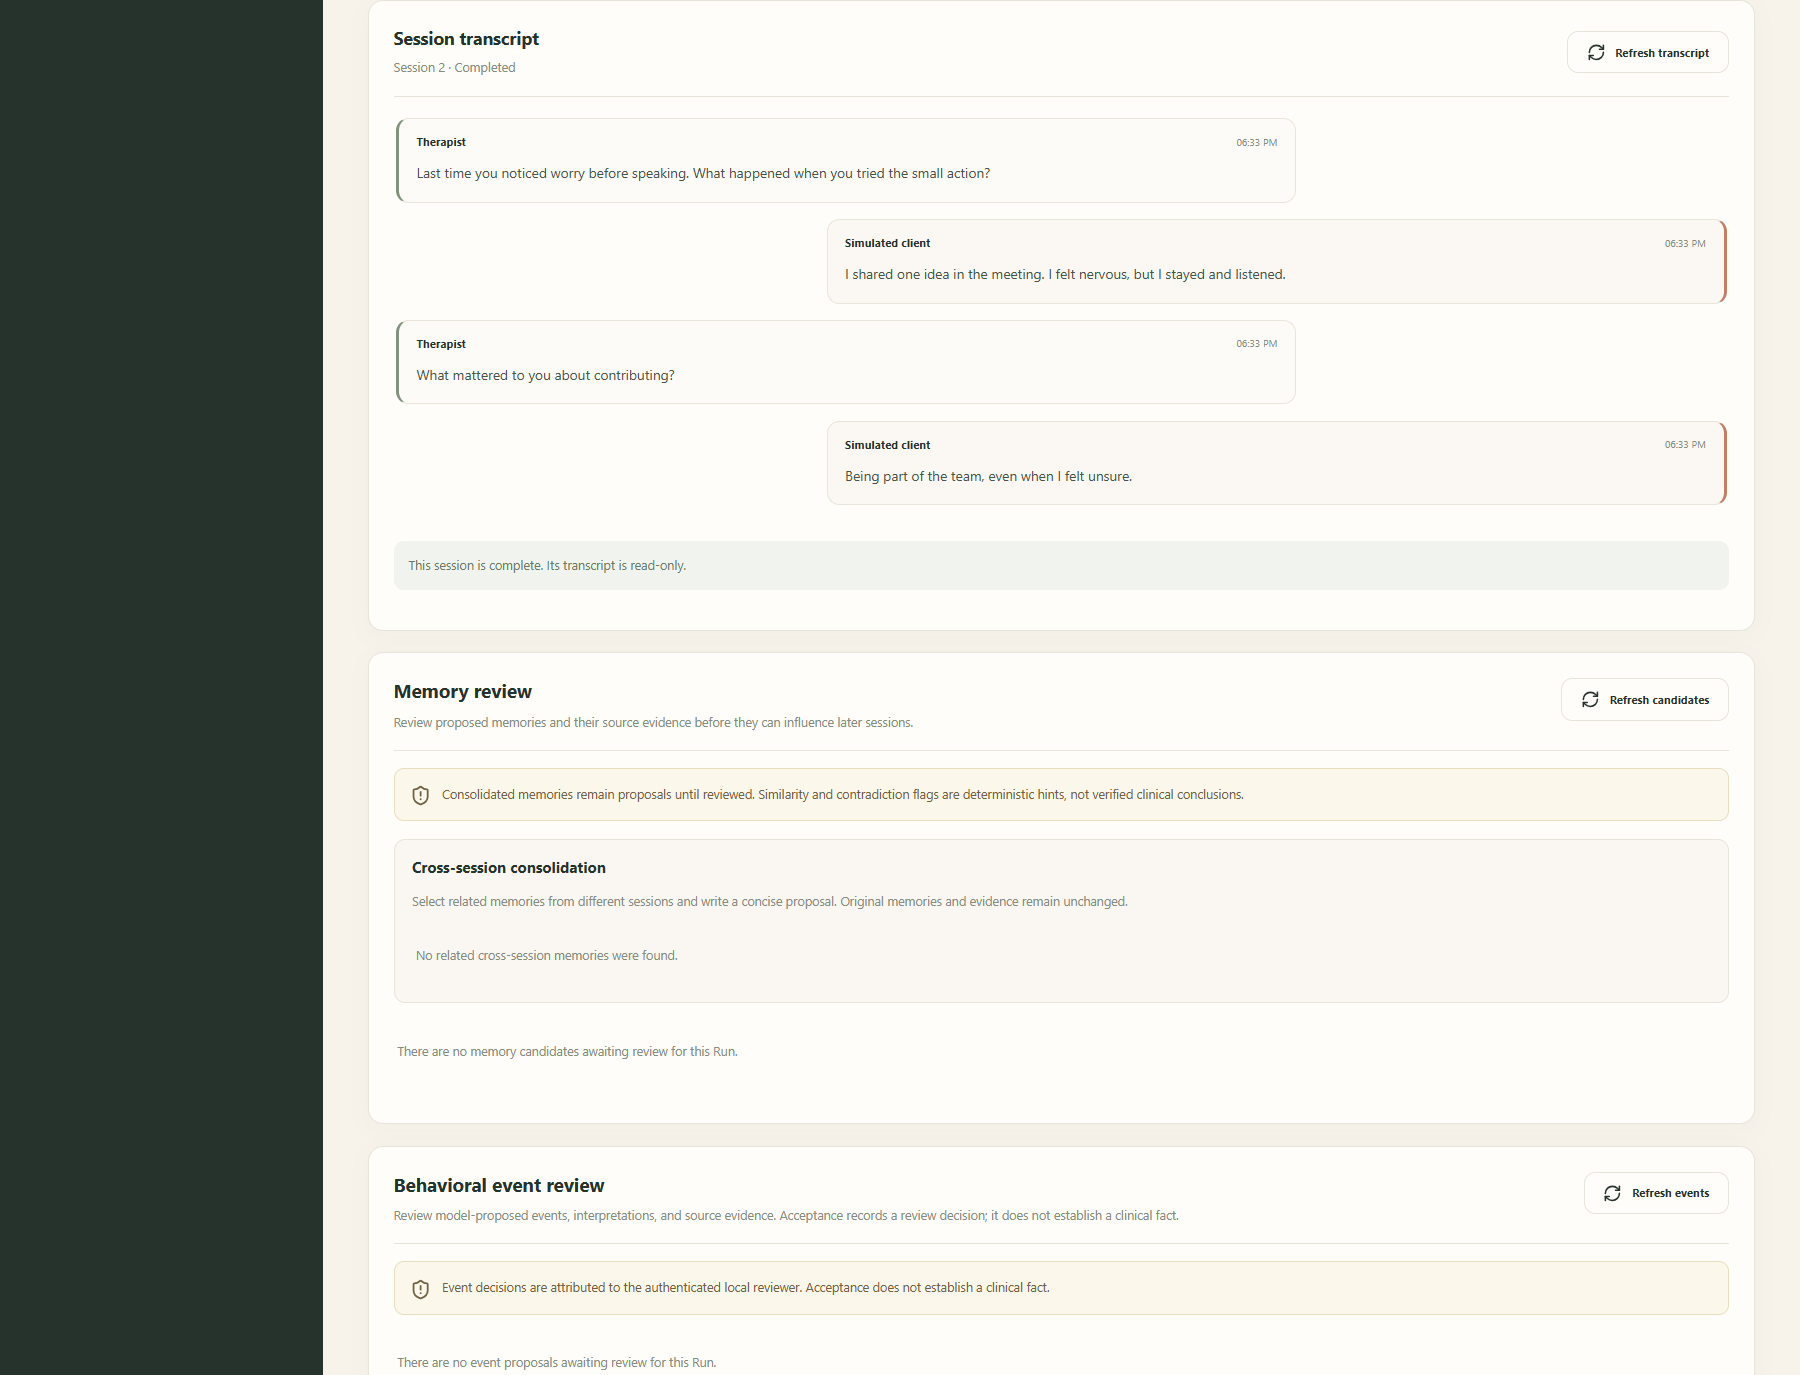 Session transcript
Session 2 · Completed
Refresh transcript
Therapist
06:33 PM
Last time you noticed worry before speaking. What happened when you tried the small action?
Simulated client
06:33 PM
I shared one idea in the meeting. I felt nervous, but I stayed and listened.
Therapist
06:33 PM
What mattered to you about contributing?
Simulated client
06:33 PM
Being part of the team, even when I felt unsure.
This session is complete. Its transcript is read-only.
Memory review
Review proposed memories and their source evidence before they can influence later sessions.
Refresh candidates
Consolidated memories remain proposals until reviewed. Similarity and contradiction flags are deterministic hints, not verified clinical conclusions.
Cross-session consolidation
Select related memories from different sessions and write a concise proposal. Original memories and evidence remain unchanged.
No related cross-session memories were found.
There are no memory candidates awaiting review for this Run.
Behavioral event review
Review model-proposed events, interpretations, and source evidence. Acceptance records a review decision; it does not establish a clinical fact.
Refresh events
Event decisions are attributed to the authenticated local reviewer. Acceptance does not establish a clinical fact.
There are no event proposals awaiting review for this Run.